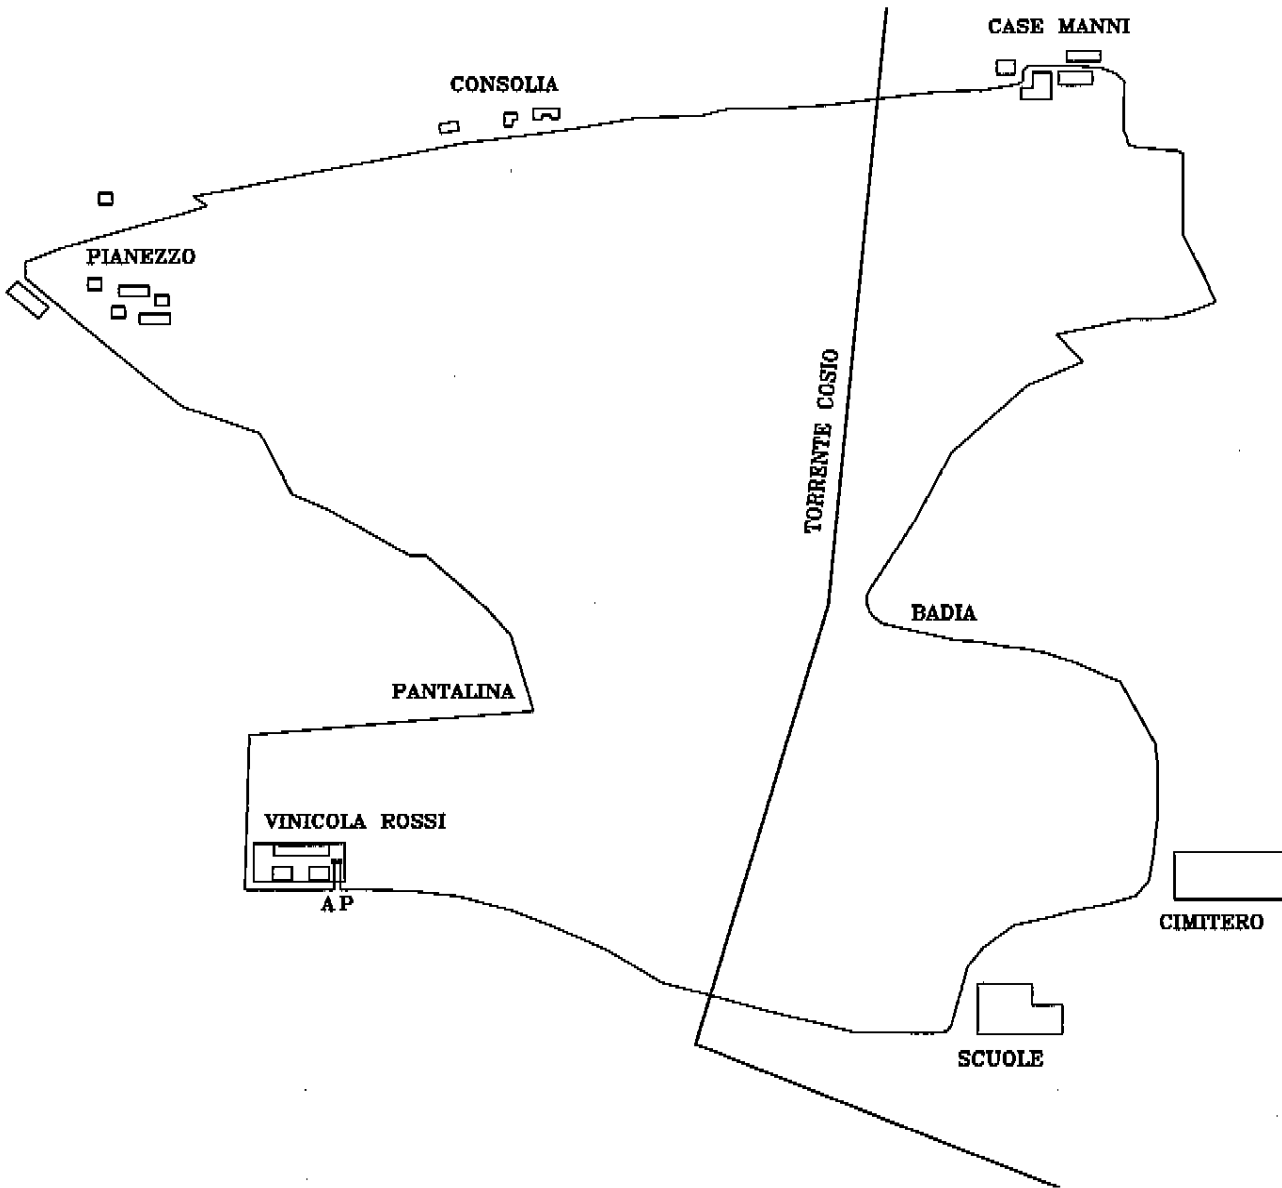 CASE MANNI
CONSOLIA
PIANEZZO
TORRENTE COSIO
BADIA
PANTALINA
VINICOLA ROSSI
A P
CIMITERO
SCUOLE